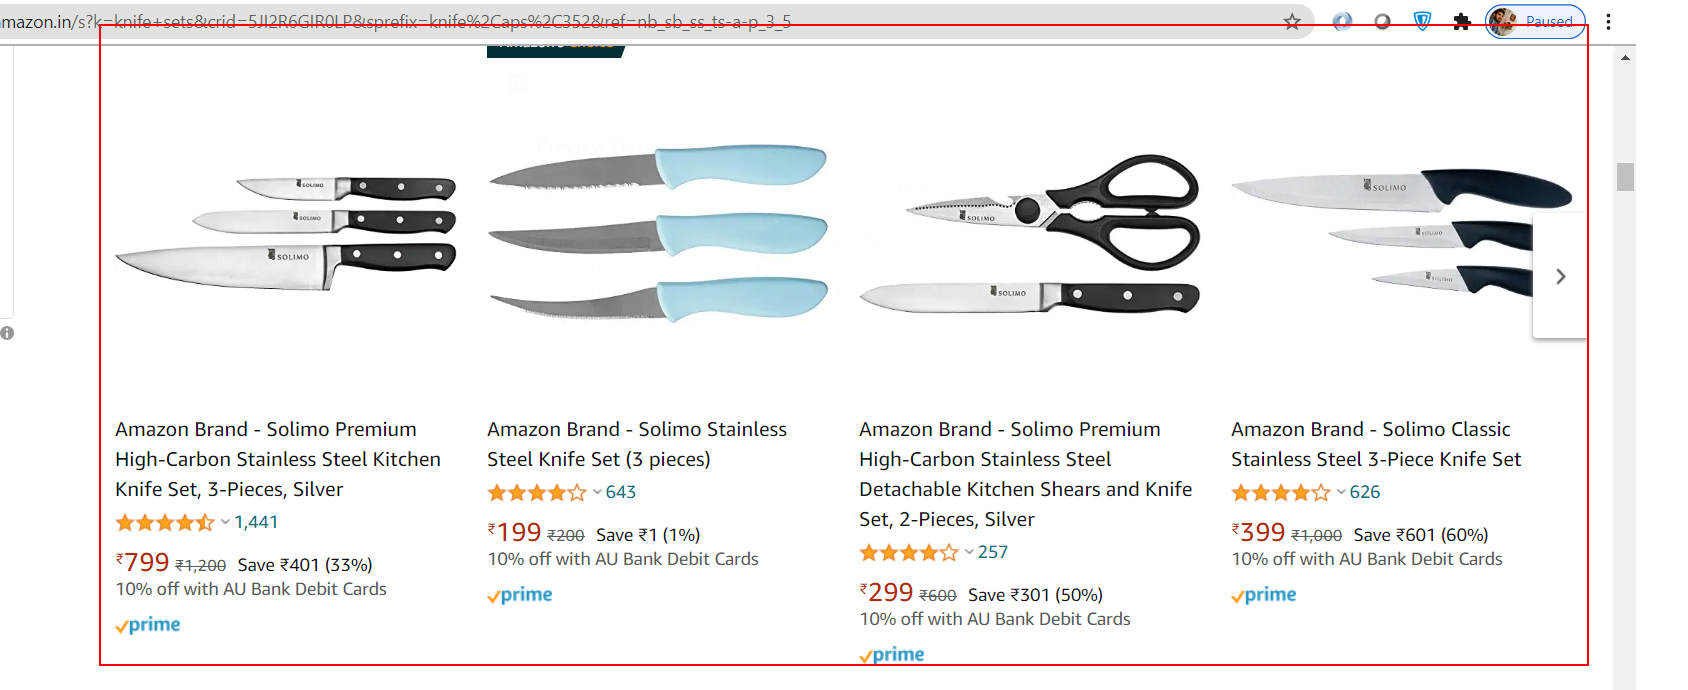 amazon.in/s?k=knife+sets&crid=5JI2R6GIR0LP&sprefix=knife%2Caps%2C352&ref=nb_sb_ss_ts-a-p_3_5
Paused
Amazon's Choice
SOLIMO
SOLIMO
SOLIMO
SOLIMO
SOLIMO
SOLIMO
SOLIMO
SOLIMO
Amazon Brand - Solimo Premium
High-Carbon Stainless Steel Kitchen
Knife Set, 3-Pieces, Silver
1,441
₹799 ₹1,200 Save ₹401 (33%)
10% off with AU Bank Debit Cards
prime
Amazon Brand - Solimo Stainless
Steel Knife Set (3 pieces)
643
₹199 ₹200 Save ₹1 (1%)
10% off with AU Bank Debit Cards
prime
Amazon Brand - Solimo Premium
High-Carbon Stainless Steel
Detachable Kitchen Shears and Knife
Set, 2-Pieces, Silver
257
₹299 ₹600 Save ₹301 (50%)
10% off with AU Bank Debit Cards
prime
Amazon Brand - Solimo Classic
Stainless Steel 3-Piece Knife Set
626
₹399 ₹1,000 Save ₹601 (60%)
10% off with AU Bank Debit Cards
prime